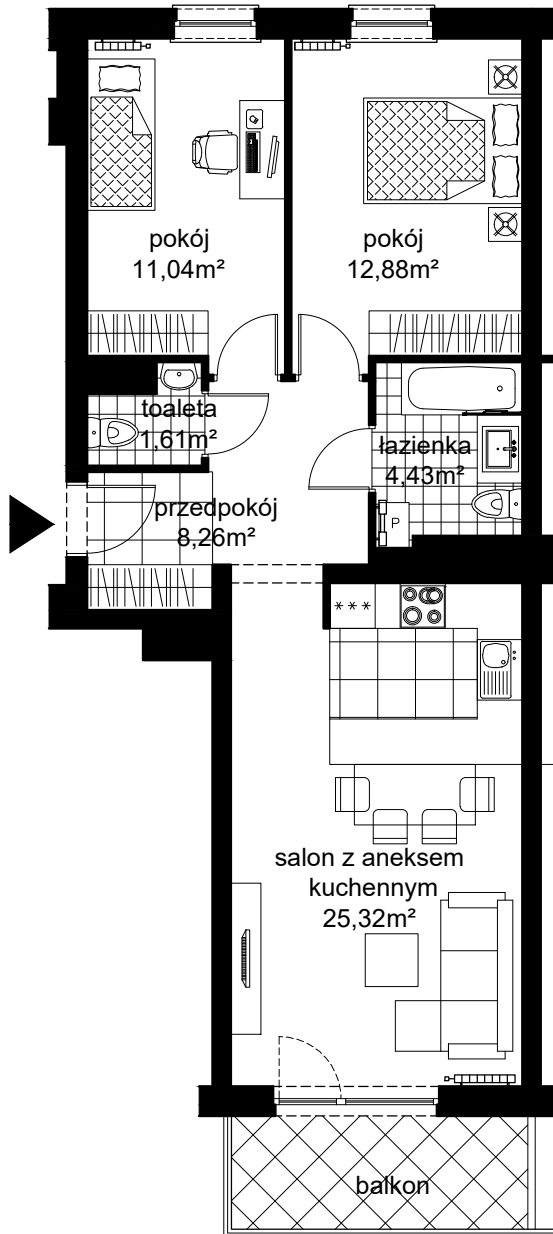 pokój
11,04m²
pokój
12,88m²
toaleta
1,61m²
łazienka
4,43m²
przedpokój
8,26m²
P
***
salon z aneksem
kuchennym
25,32m²
balkon